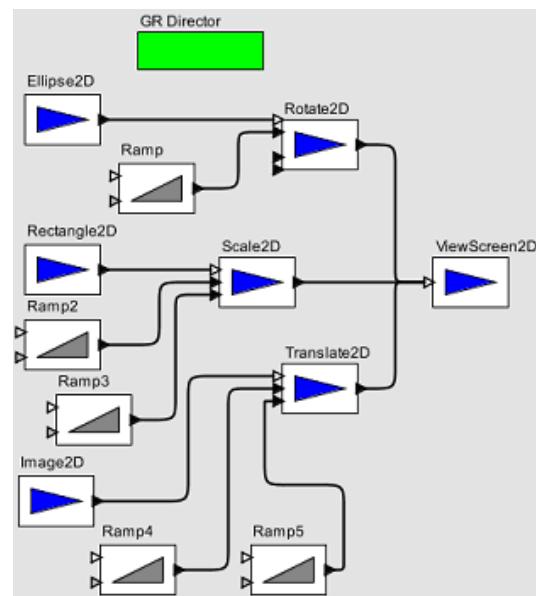 GR Director
Ellipse2D
Rotate2D
Ramp
Rectangle2D
Scale2D
ViewScreen2D
Ramp2
Translate2D
Ramp3
Image2D
Ramp4
Ramp5